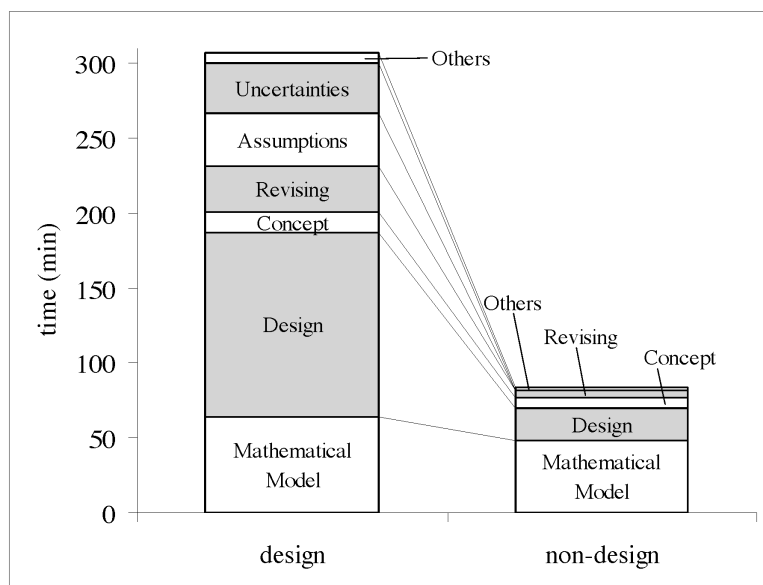 300
250
200
150
100
50
0
time (min)
Others
Uncertainties
Assumptions
Revising
Concept
Design
Mathematical
Model
Others
Revising
Concept
Design
Mathematical
Model
design
non-design